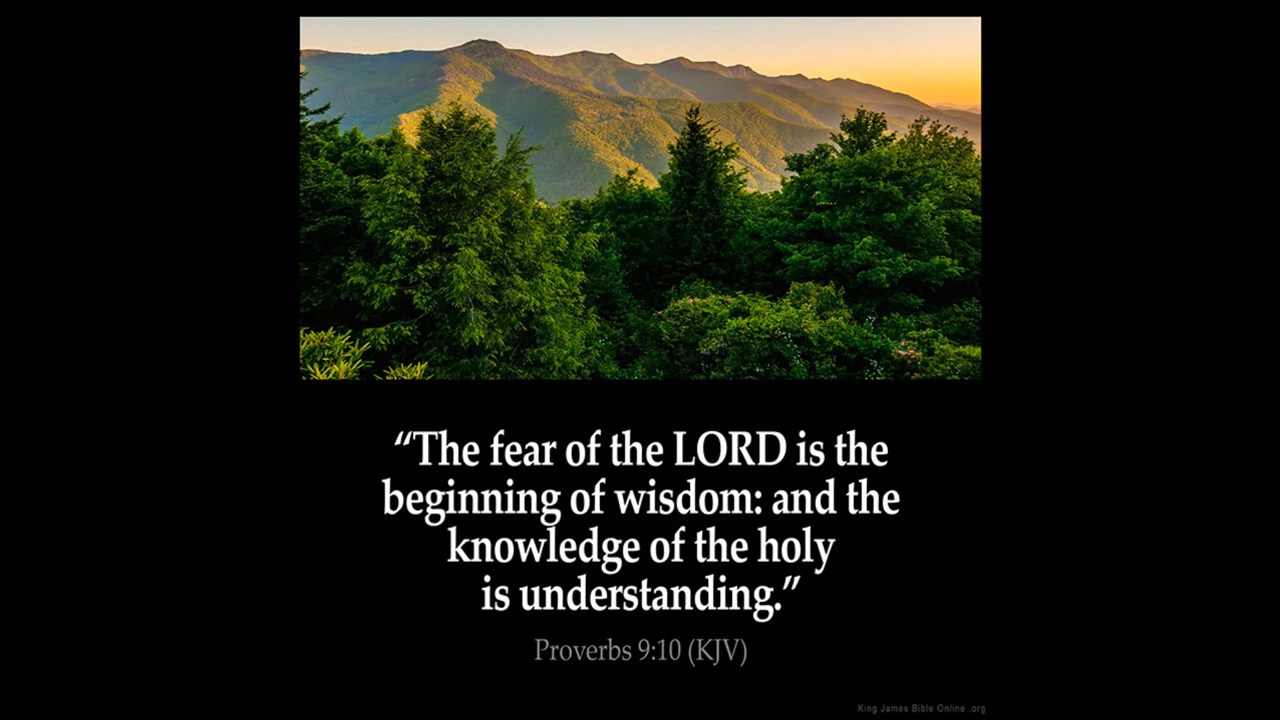 “The fear of the LORD is the
beginning of wisdom: and the
knowledge of the holy
is understanding.”
Proverbs 9:10 (KJV)
King James Bible Online .org